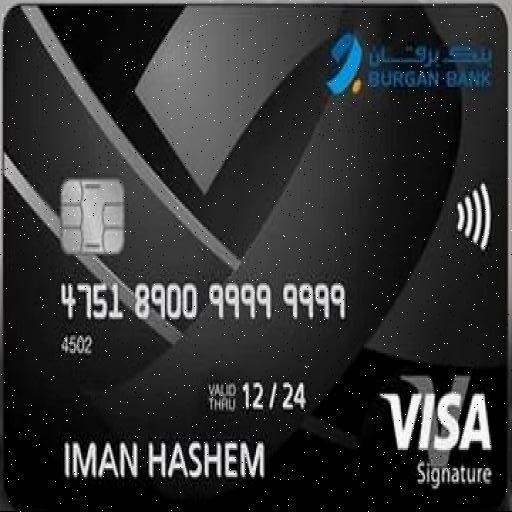 بنك برقان
BURGAN BANK
4751 8900 9999 9999
4502
VALID THRU 12 / 24
IMAN HASHEM
VISA
Signature